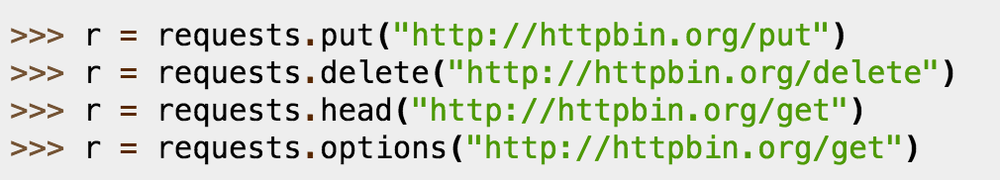 >>> r = requests.put("http://httpbin.org/put")
>>> r = requests.delete("http://httpbin.org/delete")
>>> r = requests.head("http://httpbin.org/get")
>>> r = requests.options("http://httpbin.org/get")